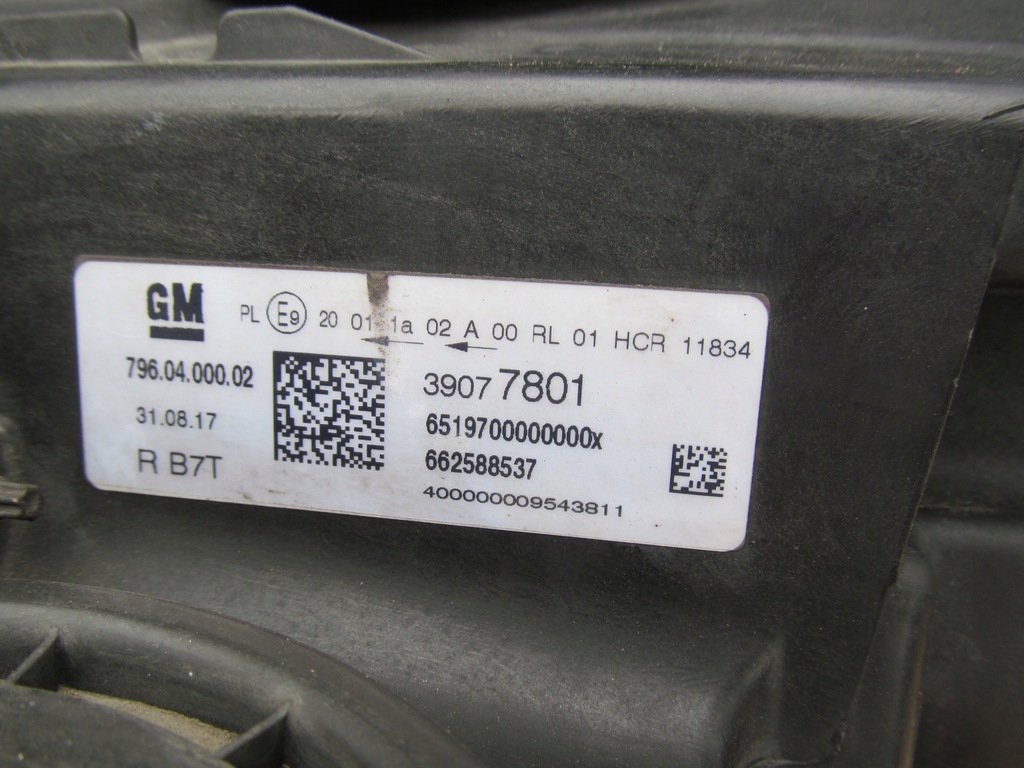 GM
PL E9 20 01 1a 02 A 00 RL 01 HCR 11834
796.04.000.02
39077801
31.08.17
6519700000000x
R B7T
662588537
400000009543811